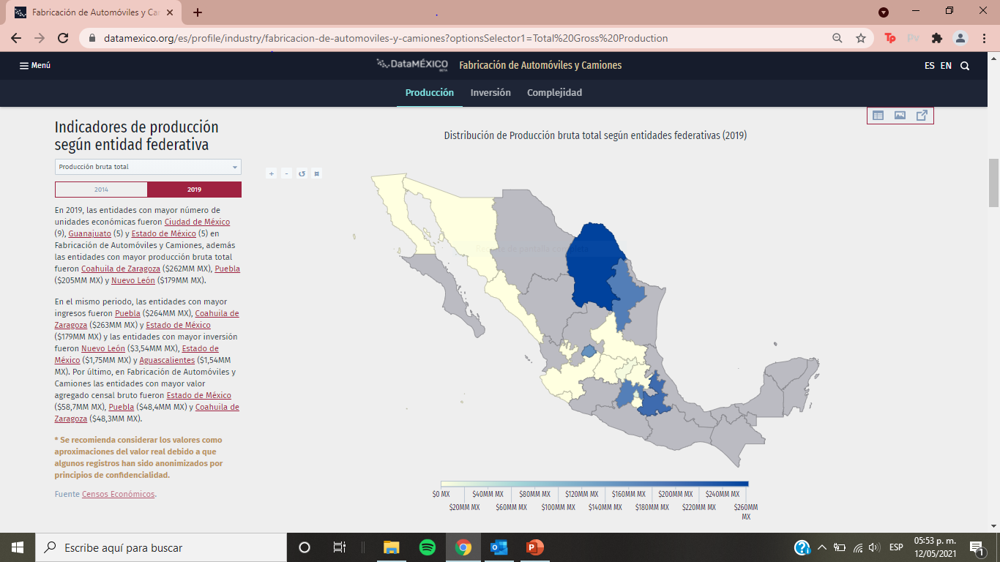 Fabricación de Automóviles y Ca
datamexico.org/es/profile/industry/fabricacion-de-automoviles-y-camiones?optionsSelector1=Total%20Gross%20Production
Menú
DataMÉXICO
BETA
Fabricación de Automóviles y Camiones
ES EN
Producción Inversión Complejidad
Indicadores de producción
según entidad federativa
Producción bruta total
2014 2019
En 2019, las entidades con mayor número de
unidades económicas fueron Ciudad de México
(9), Guanajuato (5) y Estado de México (5) en
Fabricación de Automóviles y Camiones, además
las entidades con mayor producción bruta total
fueron Coahuila de Zaragoza ($262MM MX), Puebla
($205MM MX) y Nuevo León ($179MM MX).
En el mismo periodo, las entidades con mayor
ingresos fueron Puebla ($264MM MX), Coahuila de
Zaragoza ($263MM MX) y Estado de México
($179MM MX) y las entidades con mayor inversión
fueron Nuevo León ($3,54MM MX), Estado de
México ($1,75MM MX) y Aguascalientes ($1,54MM
MX). Por último, en Fabricación de Automóviles y
Camiones las entidades con mayor valor
agregado censal bruto fueron Estado de México
($58,7MM MX), Puebla ($48,4MM MX) y Coahuila de
Zaragoza ($48,3MM MX).
* Se recomienda considerar los valores como
aproximaciones del valor real debido a que
algunos registros han sido anonimizados por
principios de confidencialidad.
Fuente Censos Económicos.
Distribución de Producción bruta total según entidades federativas (2019)
$0 MX $40MM MX $80MM MX $120MM MX $160MM MX $200MM MX $240MM MX
$20MM MX $60MM MX $100MM MX $140MM MX $180MM MX $220MM MX $260MM
MX
Escribe aquí para buscar
ESP
05:53 p. m.
12/05/2021
1